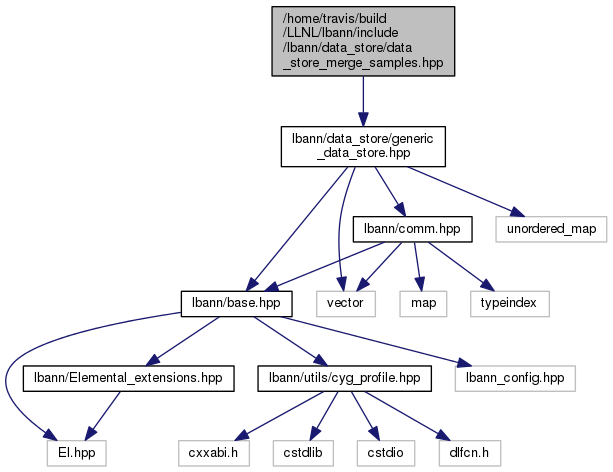 /home/travis/build
/LLNL/lbann/include
/lbann/data_store/data
_store_merge_samples.hpp
lbann/data_store/generic
_data_store.hpp
lbann/comm.hpp
unordered_map
lbann/base.hpp
vector
map
typeindex
lbann/Elemental_extensions.hpp
lbann/utils/cyg_profile.hpp
lbann_config.hpp
El.hpp
cxxabi.h
cstdlib
cstdio
dlfcn.h